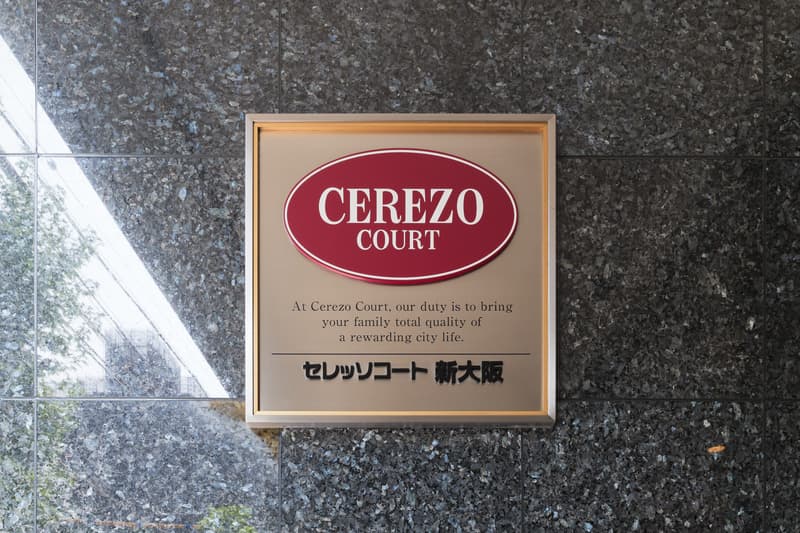 CEREZO
COURT
At Cerezo Court, our duty is to bring
your family total quality of
a rewarding city life.
セレッソコート 新大阪